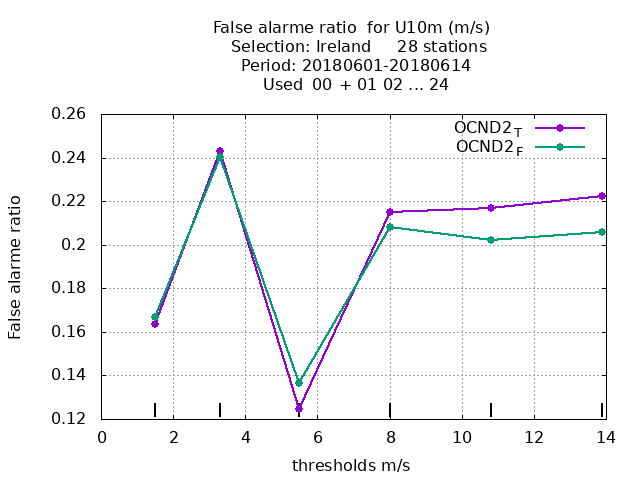 False alarme ratio  for U10m (m/s)
Selection: Ireland     28 stations
Period: 20180601-20180614
Used  00 + 01 02 ... 24
0.26
0.24
0.22
0.2
0.18
0.16
0.14
0.12
False alarme ratio
OCND2_T
OCND2_F
0 2 4 6 8 10 12 14
thresholds m/s